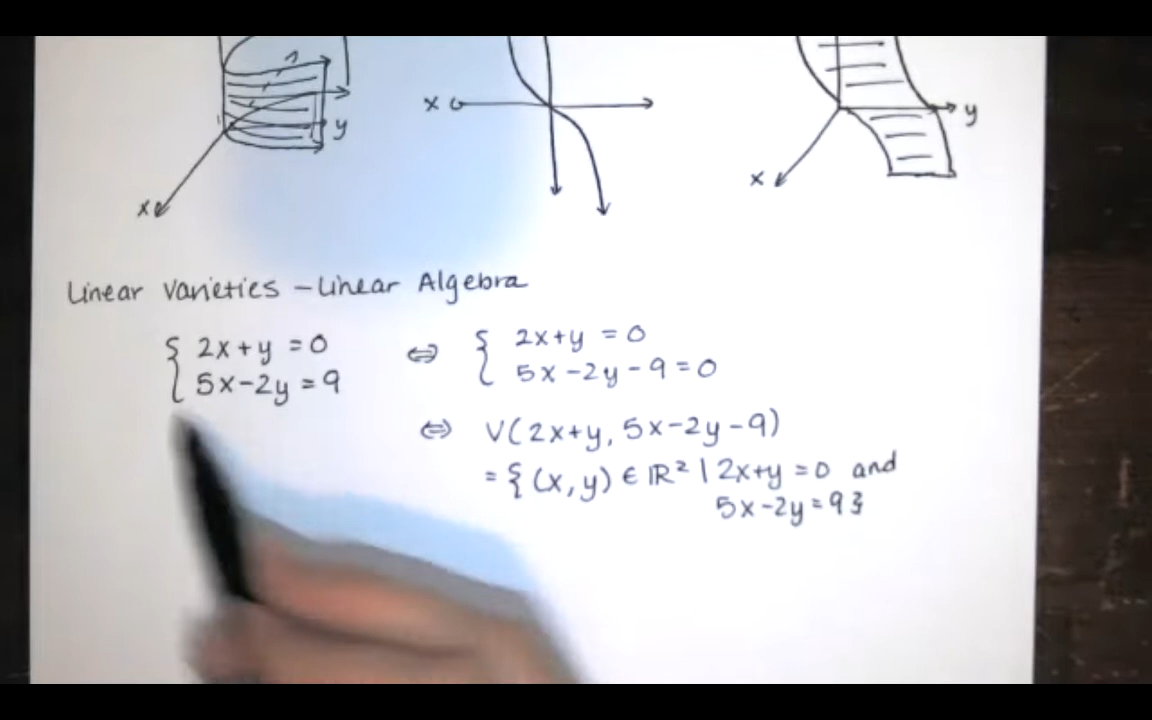 y
x
x
y
x
Linear Varieties - Linear Algebra
{ 2x+y = 0 ⇔ { 2x+y = 0
5x-2y = 9 5x-2y-9=0
⇔ V(2x+y, 5x-2y-9)
= { (x,y) ∈ ℝ² | 2x+y = 0 and
5x-2y=9}